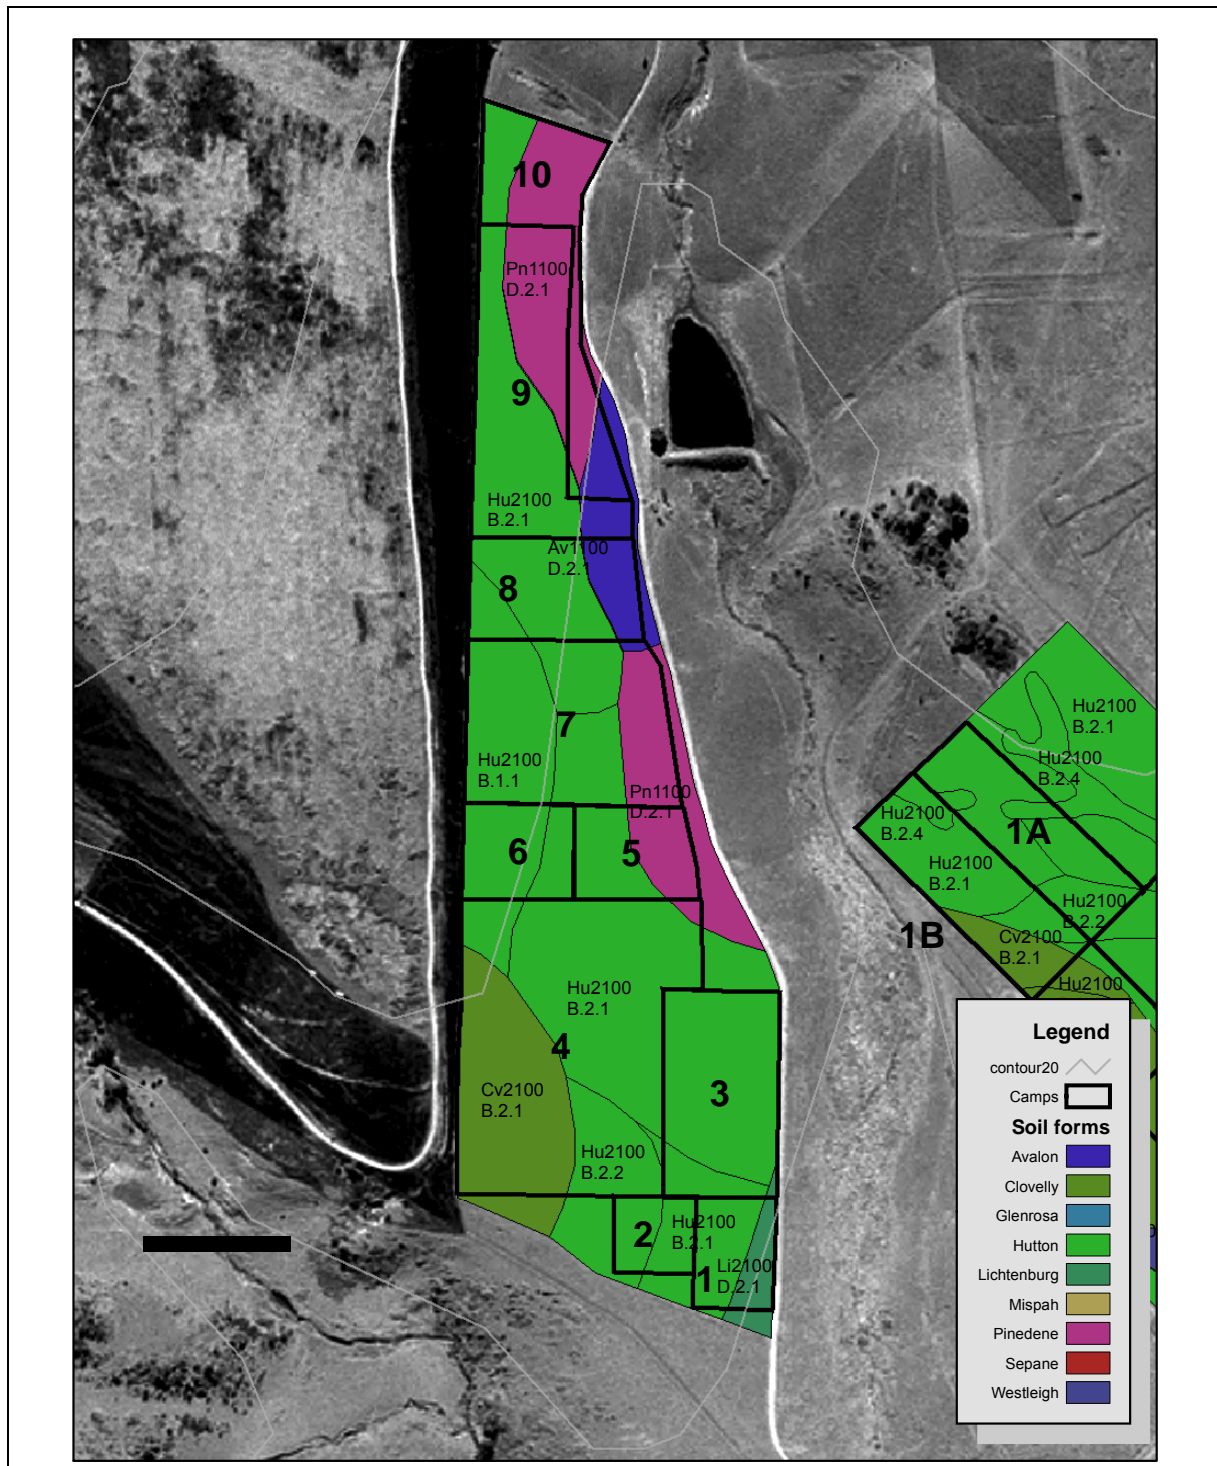 10
Pn1100
D.2.1
9
Hu2100
B.2.1
Av1100
D.2.1
8
7
Hu2100
B.1.1
Pn1100
D.2.1
6
5
Hu2100
B.2.1
4
3
Cv2100
B.2.1
Hu2100
B.2.2
2
Hu2100
B.2.1
1
Li2100
D.2.1
Hu2100
B.2.1
Hu2100
B.2.4
Hu2100
B.2.4
1A
Hu2100
B.2.1
Hu2100
B.2.2
1B
Cv2100
B.2.1
Hu2100
Legend
contour20
Camps
Soil forms
Avalon
Clovelly
Glenrosa
Hutton
Lichtenburg
Mispah
Pinedene
Sepane
Westleigh